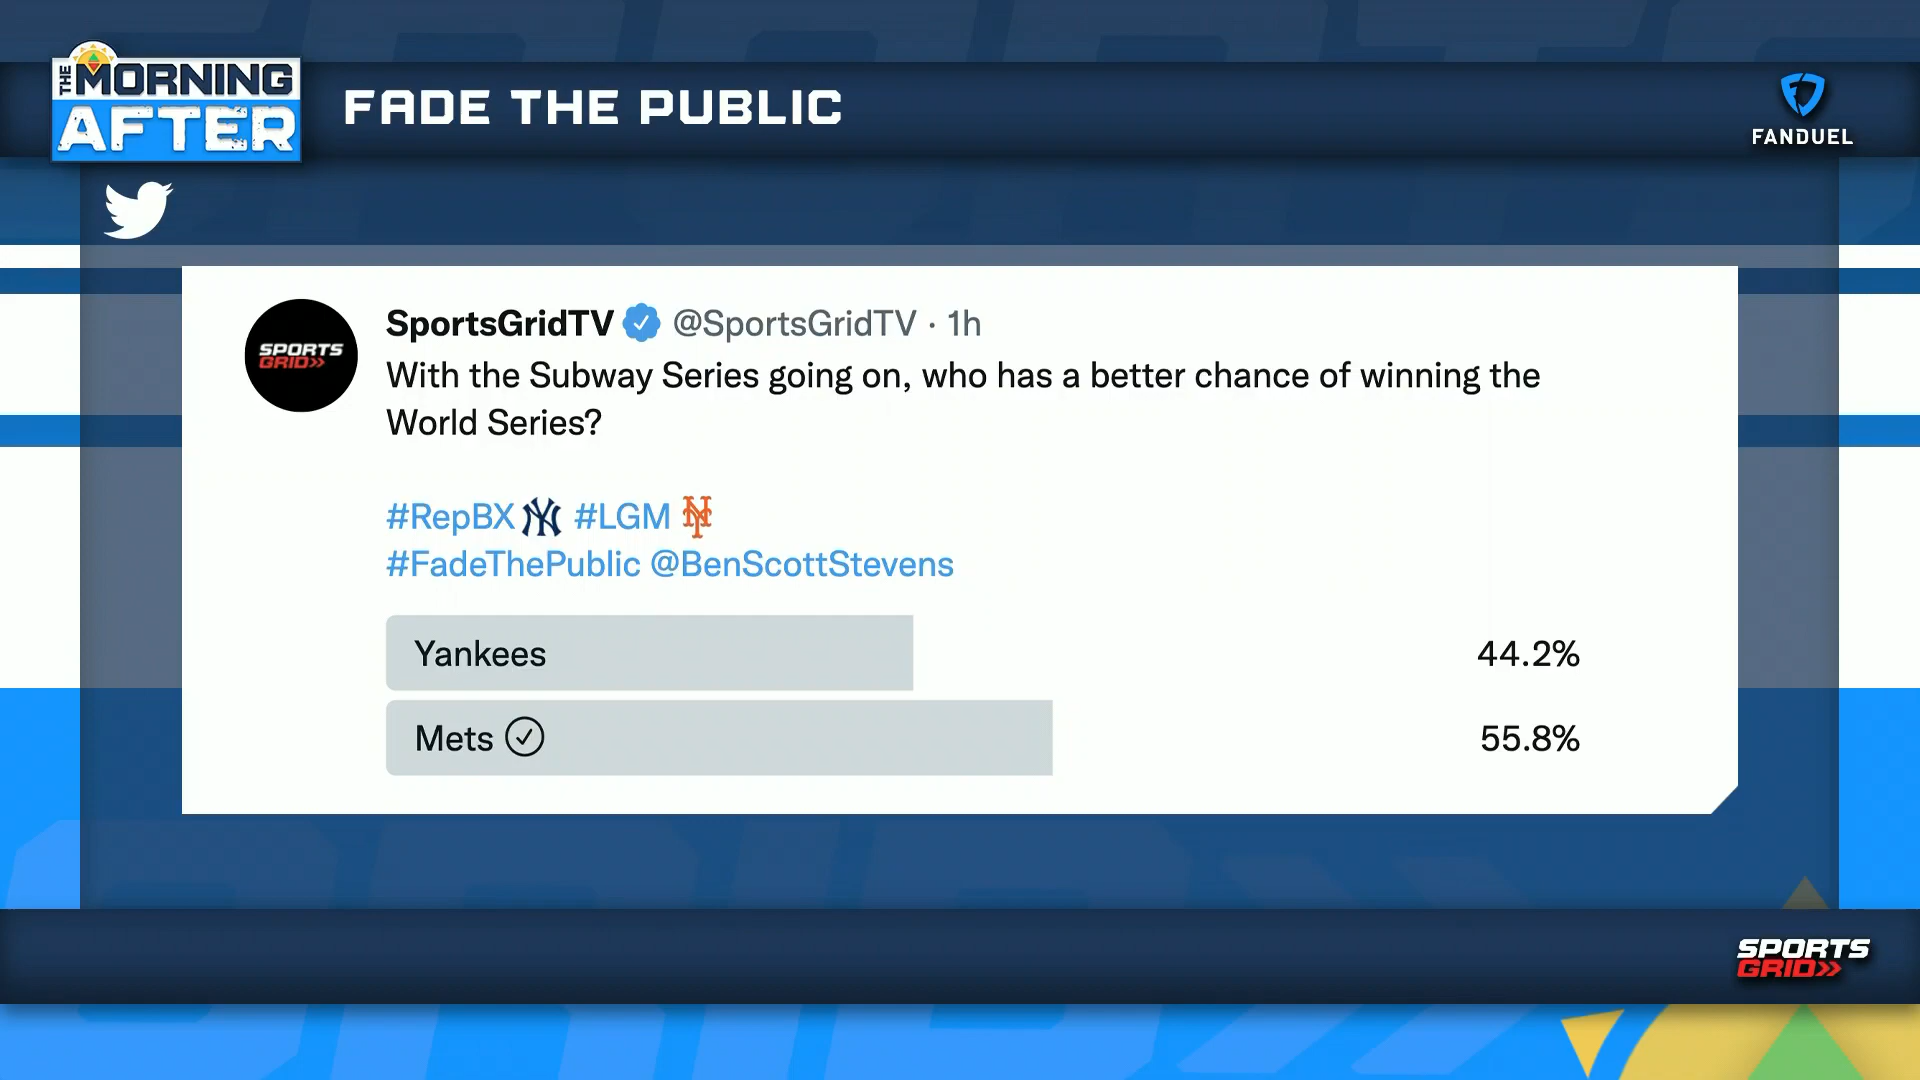 THE MORNING
AFTER
FADE THE PUBLIC
FANDUEL
SPORTS
GRID
SportsGridTV @SportsGridTV · 1h
With the Subway Series going on, who has a better chance of winning the
World Series?
#RepBX NY #LGM NY
#FadeThePublic @BenScottStevens
Yankees 44.2%
Mets 55.8%
SPORTS
GRID